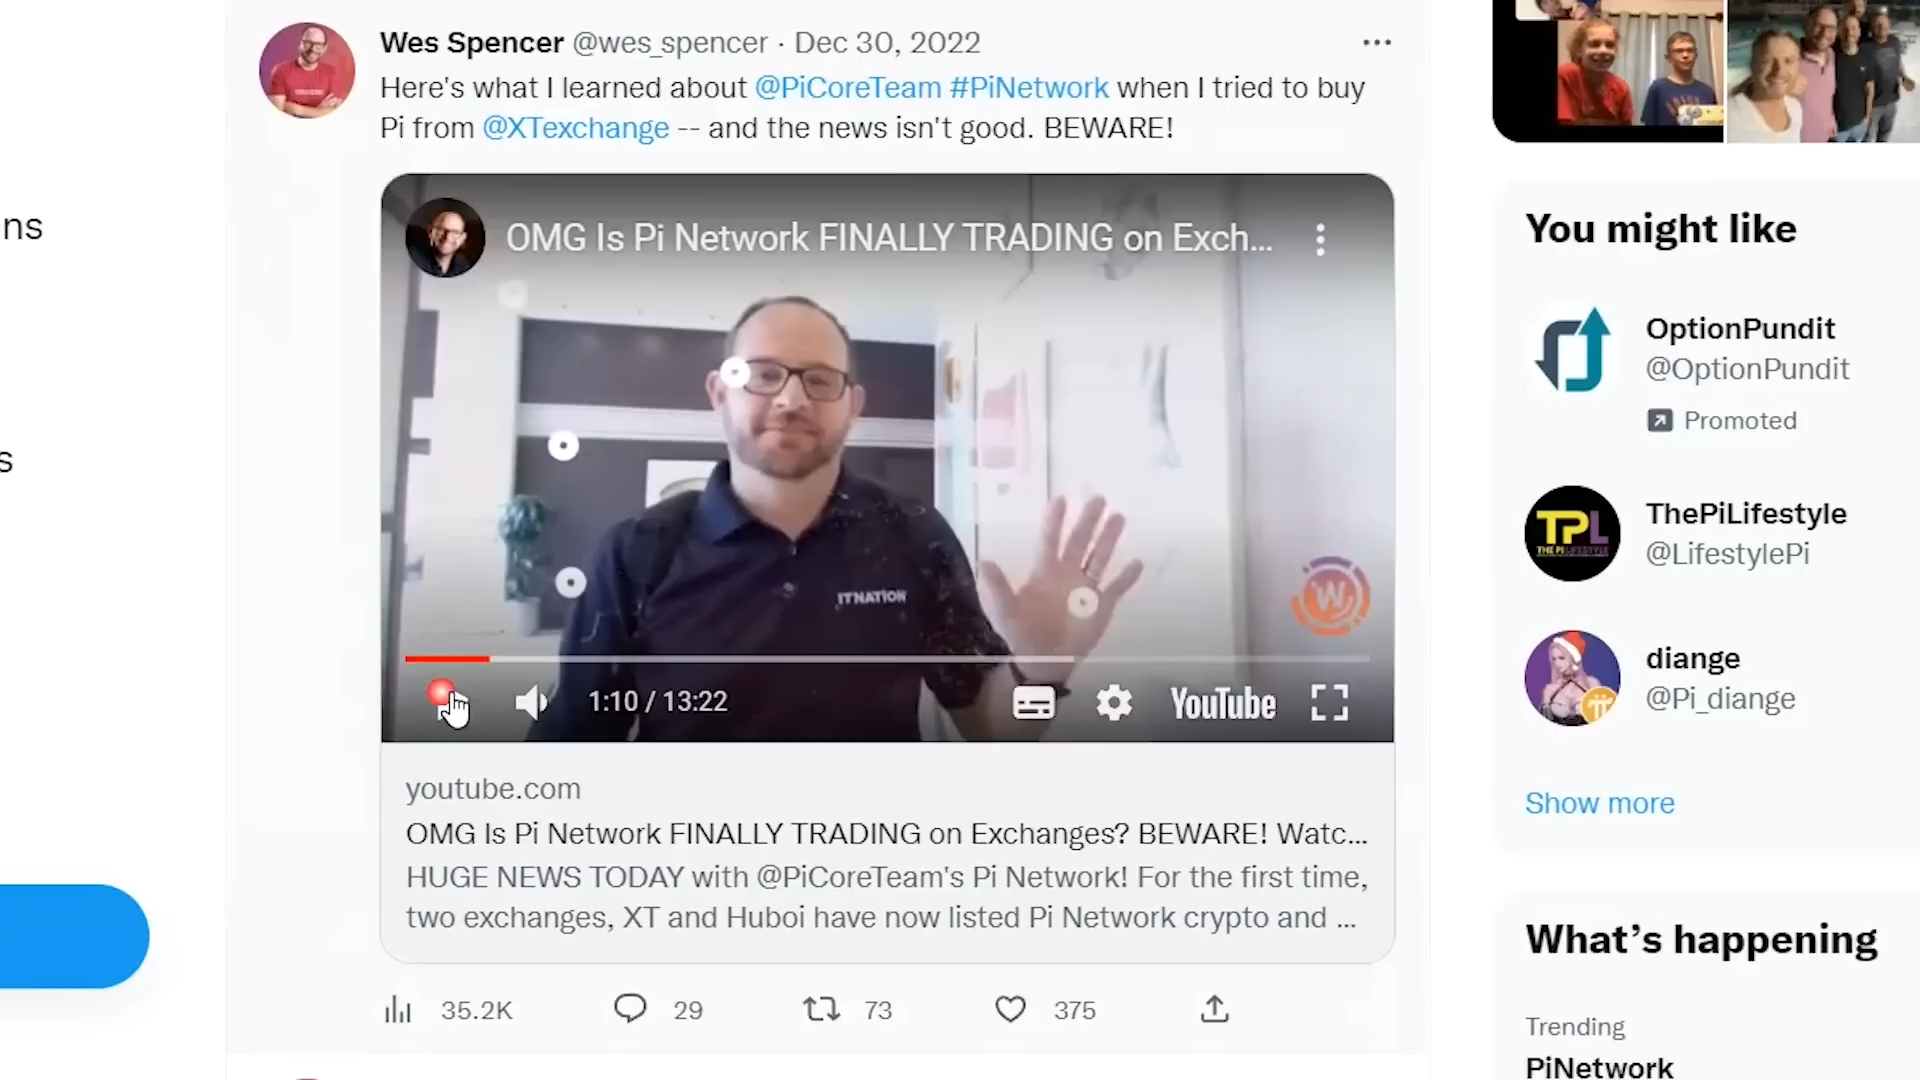 Wes Spencer @wes_spencer · Dec 30, 2022
Here's what I learned about @PiCoreTeam #PiNetwork when I tried to buy
Pi from @XTexchange -- and the news isn't good. BEWARE!
OMG Is Pi Network FINALLY TRADING on Exch...
ITNATION
W
1:10 / 13:22
YouTube
youtube.com
OMG Is Pi Network FINALLY TRADING on Exchanges? BEWARE! Watc...
HUGE NEWS TODAY with @PiCoreTeam's Pi Network! For the first time,
two exchanges, XT and Huboi have now listed Pi Network crypto and ...
35.2K
29
73
375
ns
s
You might like
OptionPundit
@OptionPundit
Promoted
TPL
THE PI LIFESTYLE
ThePiLifestyle
@LifestylePi
diange
@Pi_diange
Show more
What's happening
Trending
PiNetwork